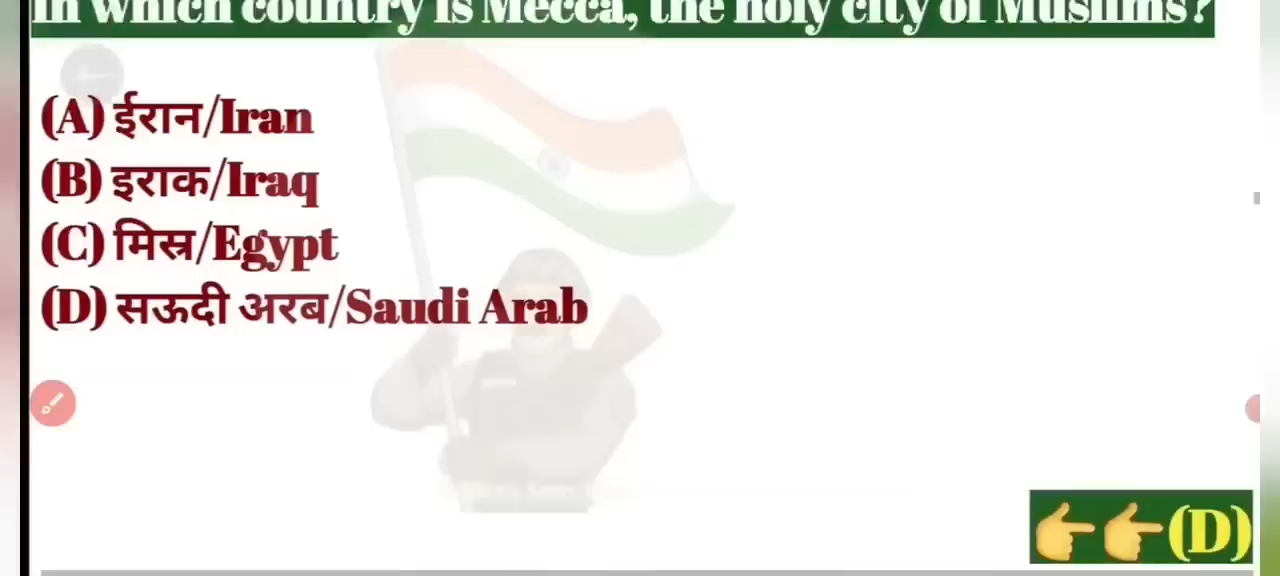 In which country is Mecca, the holy city of Muslims?
(A) ईरान/Iran
(B) इराक/Iraq
(C) मिस्र/Egypt
(D) सऊदी अरब/Saudi Arab
👉👉(D)